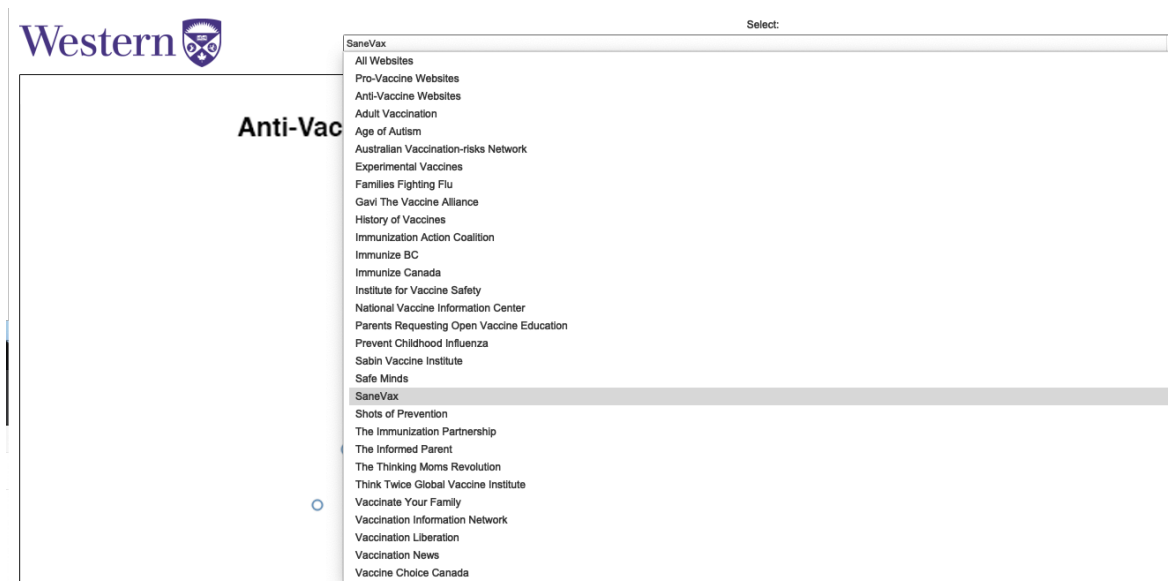 Western
Select:
SaneVax
All Websites
Pro-Vaccine Websites
Anti-Vaccine Websites
Adult Vaccination
Anti-Vac
Age of Autism
Australian Vaccination-risks Network
Experimental Vaccines
Families Fighting Flu
Gavi The Vaccine Alliance
History of Vaccines
Immunization Action Coalition
Immunize BC
Immunize Canada
Institute for Vaccine Safety
National Vaccine Information Center
Parents Requesting Open Vaccine Education
Prevent Childhood Influenza
Sabin Vaccine Institute
Safe Minds
SaneVax
Shots of Prevention
The Immunization Partnership
The Informed Parent
The Thinking Moms Revolution
Think Twice Global Vaccine Institute
Vaccinate Your Family
Vaccination Information Network
Vaccination Liberation
Vaccination News
Vaccine Choice Canada